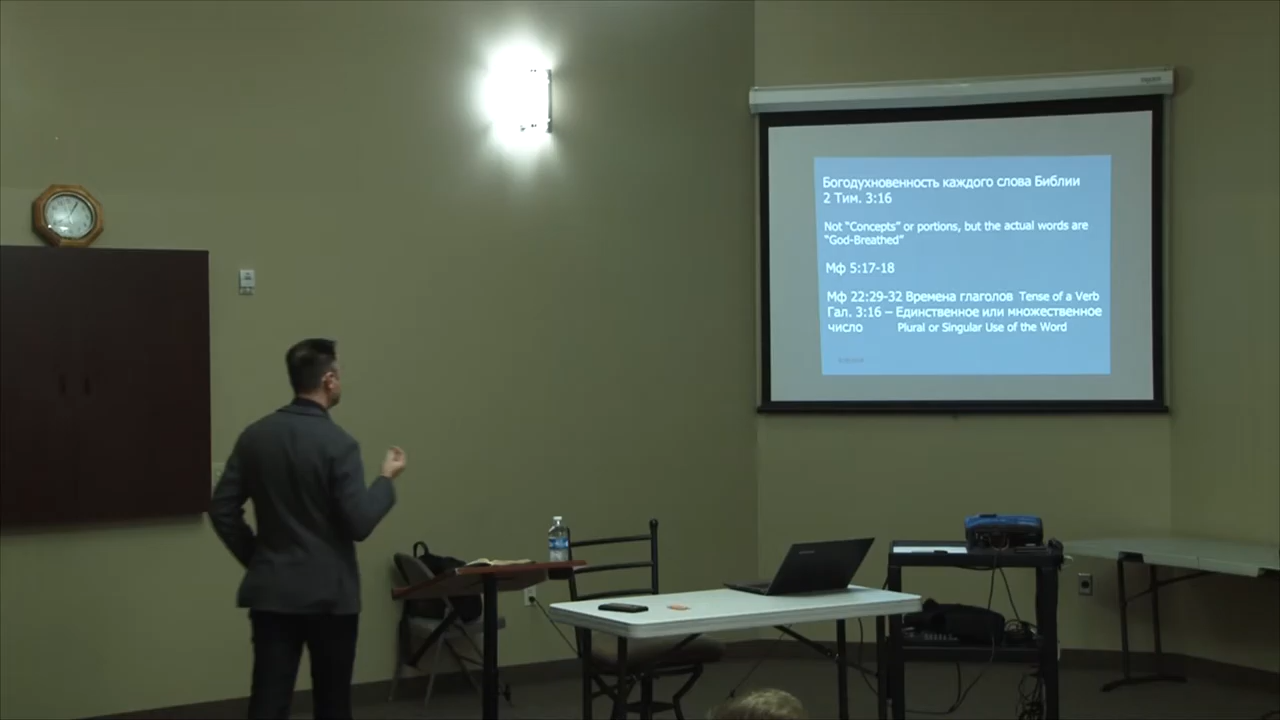 Богодухновенность каждого слова Библии
2 Тим. 3:16
Not “Concepts” or portions, but the actual words are
“God-Breathed”
Мф 5:17-18
Мф 22:29-32 Времена глаголов Tense of a Verb
Гал. 3:16 – Единственное или множественное
число Plural or Singular Use of the Word